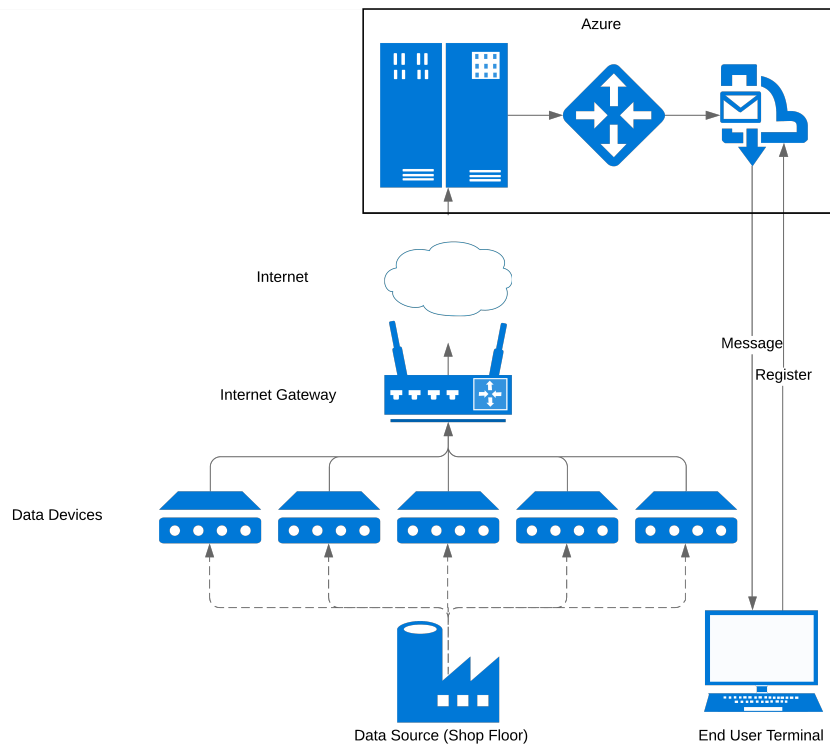 Azure
Internet
Message
Register
Internet Gateway
Data Devices
Data Source (Shop Floor)
End User Terminal